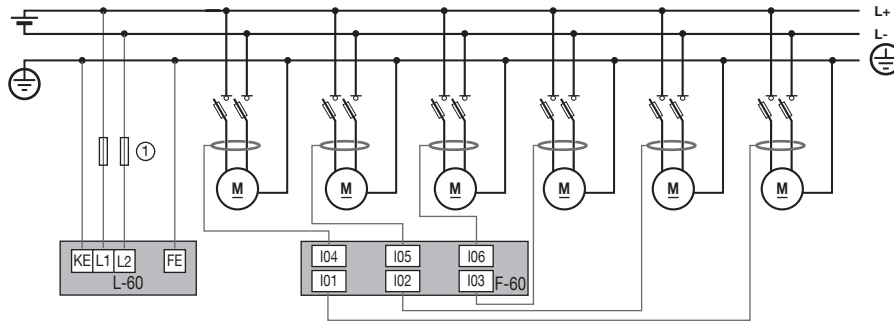 L+
L-
①
M M M M M M
KE L1 L2 FE
L-60
I04 I05 I06
I01 I02 I03
F-60